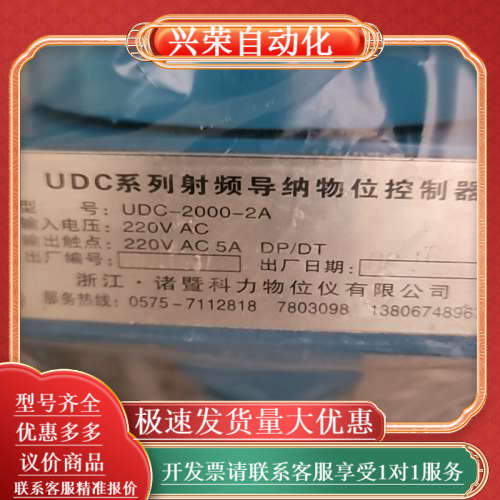 兴荣自动化
UDC系列射频导纳物位控制器
型 号: UDC-2000-2A
输入电压: 220V AC
输出触点: 220V AC 5A DP/DT
出厂编号: 出厂日期:
浙江·诸暨科力物位仪有限公司
服务热线: 0575-7112818 7803098 1380674896
型号齐全
优惠多多
议价商品
联系客服精准报价
极速发货量大优惠
开发票请联系客服享受1对1服务